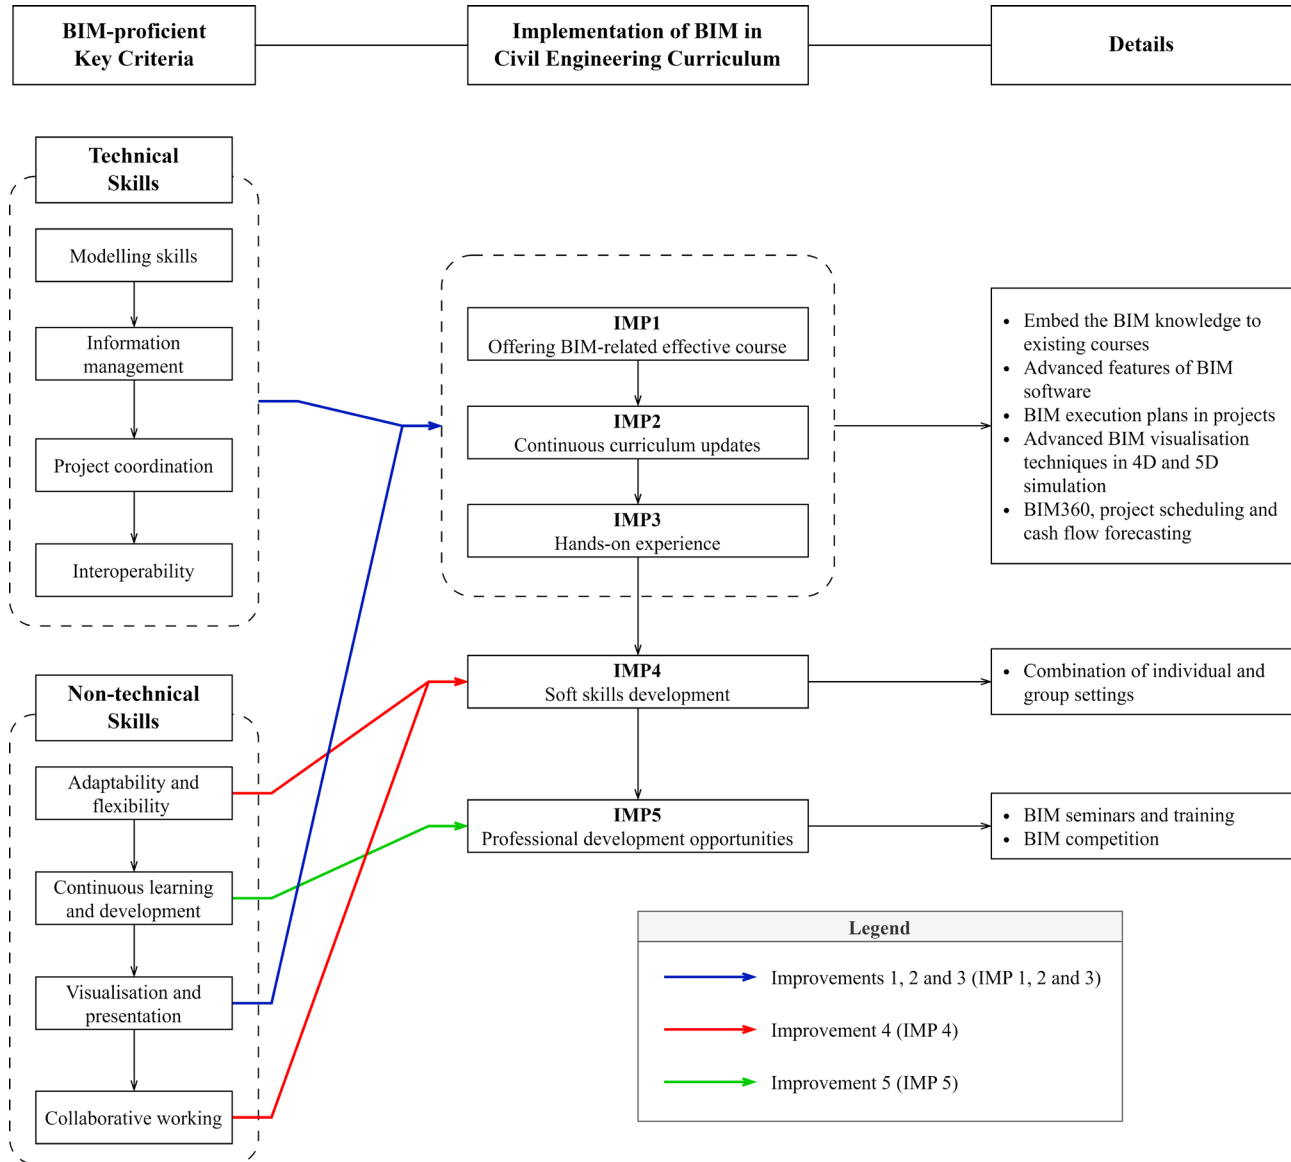 BIM-proficient
Key Criteria
Implementation of BIM in
Civil Engineering Curriculum
Details
Technical
Skills
Modelling skills
Information
management
Project coordination
Interoperability
Non-technical
Skills
Adaptability and
flexibility
Continuous learning
and development
Visualisation and
presentation
Collaborative working
IMP1
Offering BIM-related effective course
IMP2
Continuous curriculum updates
IMP3
Hands-on experience
IMP4
Soft skills development
IMP5
Professional development opportunities
• Embed the BIM knowledge to
existing courses
• Advanced features of BIM
software
• BIM execution plans in projects
• Advanced BIM visualisation
techniques in 4D and 5D
simulation
• BIM360, project scheduling and
cash flow forecasting
• Combination of individual and
group settings
• BIM seminars and training
• BIM competition
Legend
Improvements 1, 2 and 3 (IMP 1, 2 and 3)
Improvement 4 (IMP 4)
Improvement 5 (IMP 5)